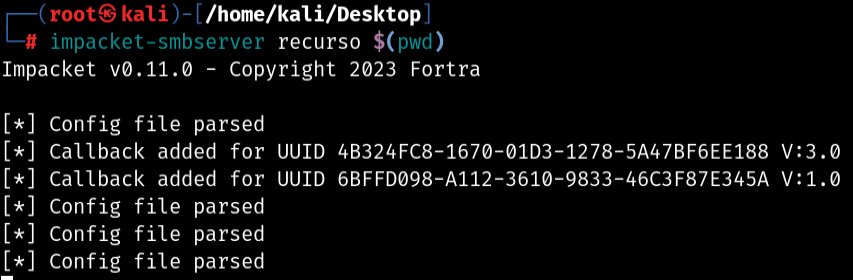 ┌──(root㉿kali)-[/home/kali/Desktop]
└─# impacket-smbserver recurso $(pwd)
Impacket v0.11.0 - Copyright 2023 Fortra
[*] Config file parsed
[*] Callback added for UUID 4B324FC8-1670-01D3-1278-5A47BF6EE188 V:3.0
[*] Callback added for UUID 6BFFD098-A112-3610-9833-46C3F87E345A V:1.0
[*] Config file parsed
[*] Config file parsed
[*] Config file parsed